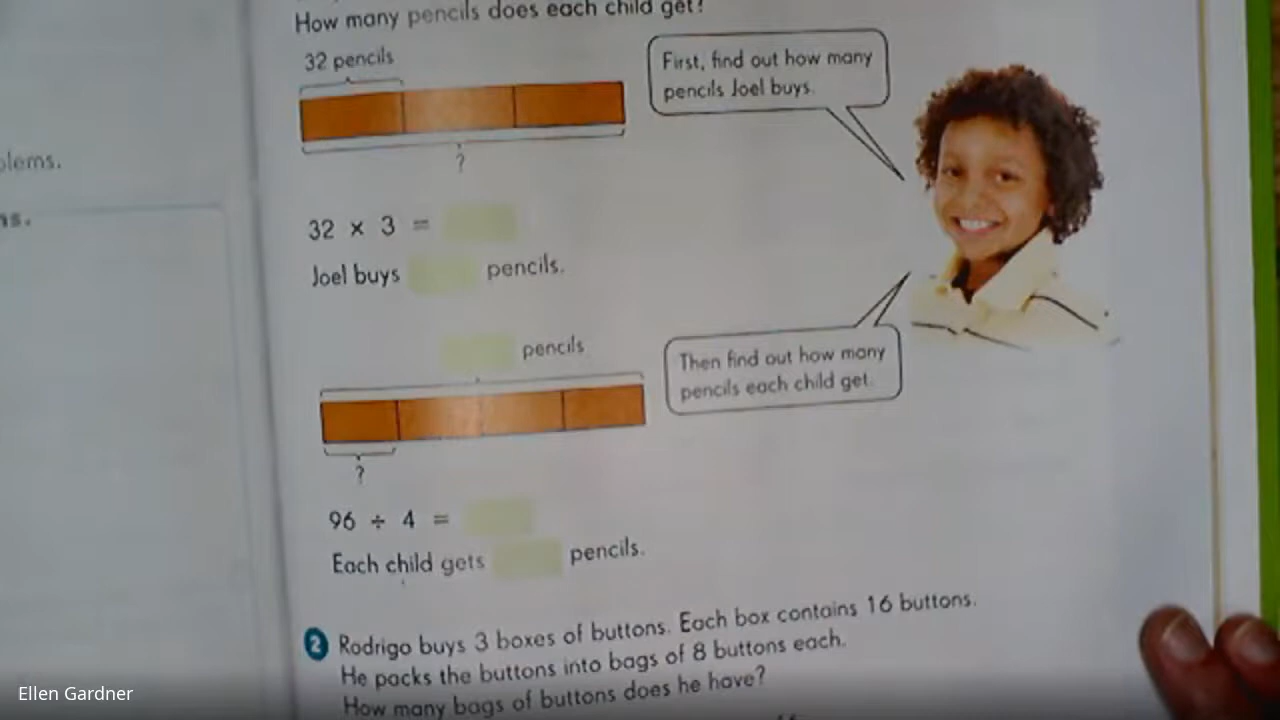 How many pencils does each child get?
32 pencils
First, find out how many
pencils Joel buys.
?
32 × 3 =
Joel buys pencils.
pencils
Then find out how many
pencils each child get.
?
96 ÷ 4 =
Each child gets pencils.
2 Rodrigo buys 3 boxes of buttons. Each box contains 16 buttons.
He packs the buttons into bags of 8 buttons each.
How many bags of buttons does he have?
Ellen Gardner